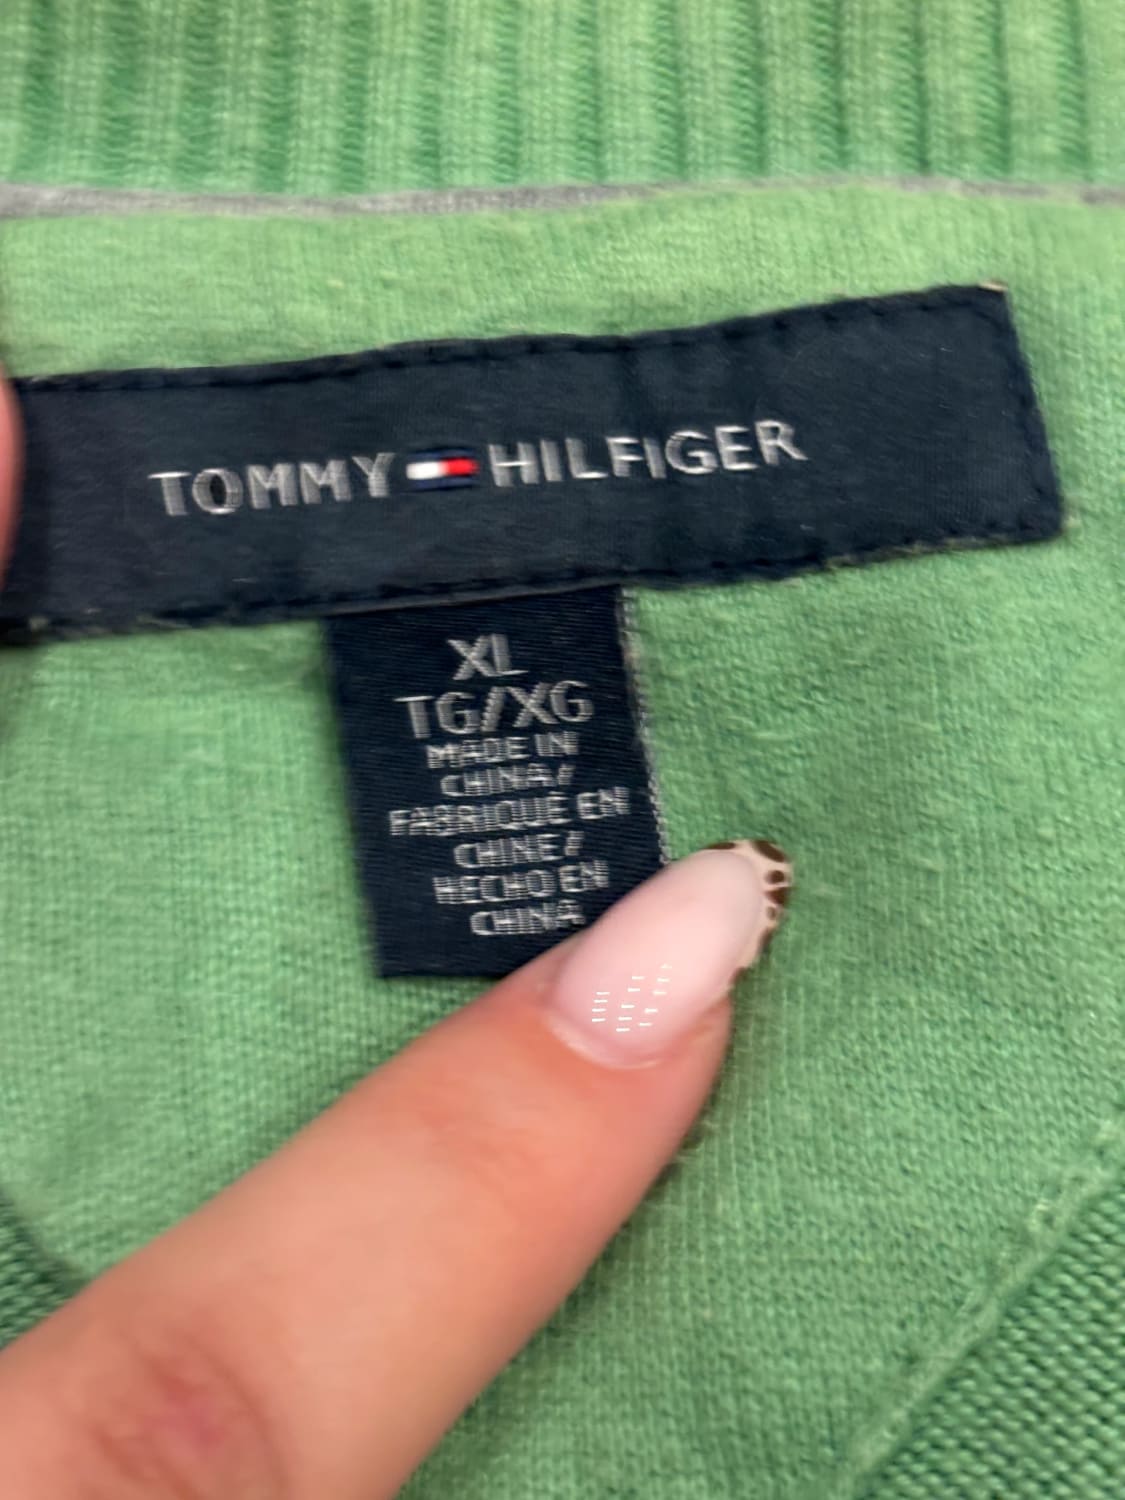 TOMMY HILFIGER
XL
TG/XG
MADE IN
CHINA/
FABRIQUÉ EN
CHINE/
HECHO EN
CHINA